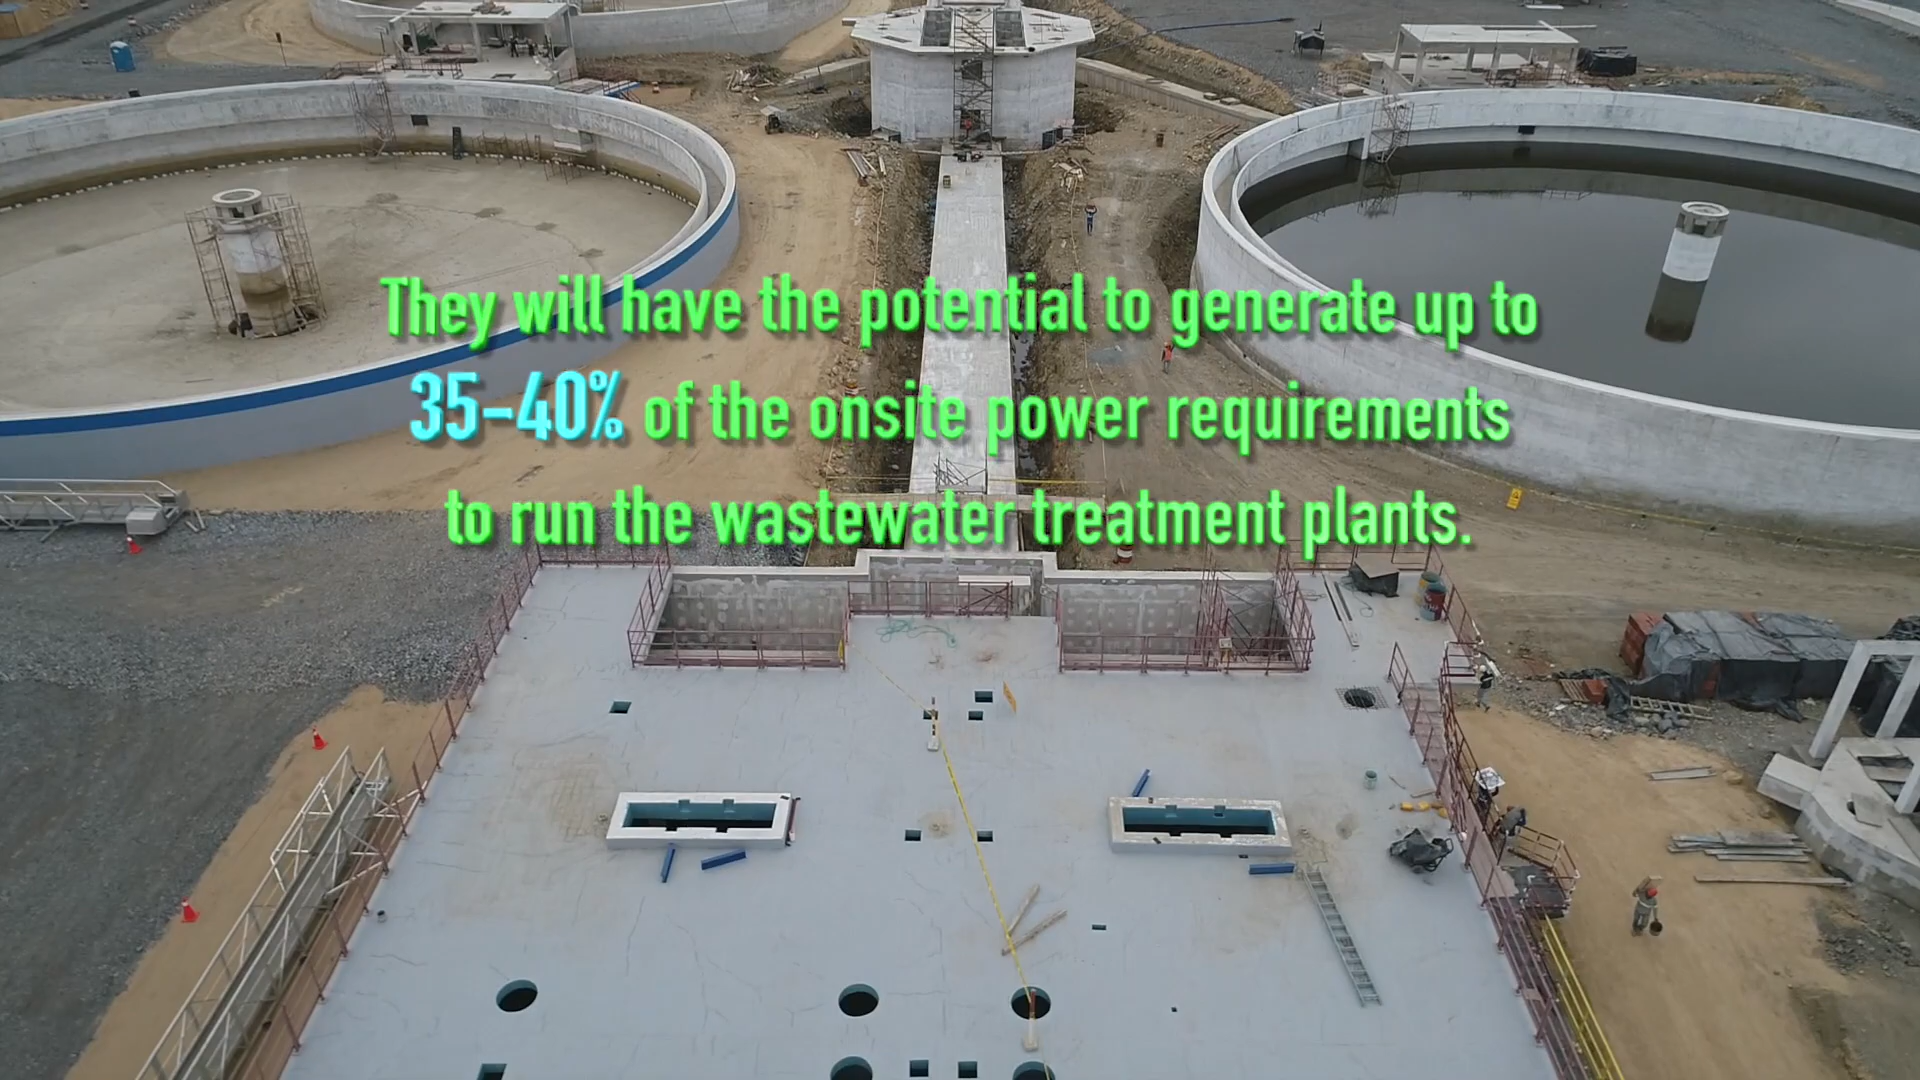 They will have the potential to generate up to
35-40% of the onsite power requirements
to run the wastewater treatment plants.